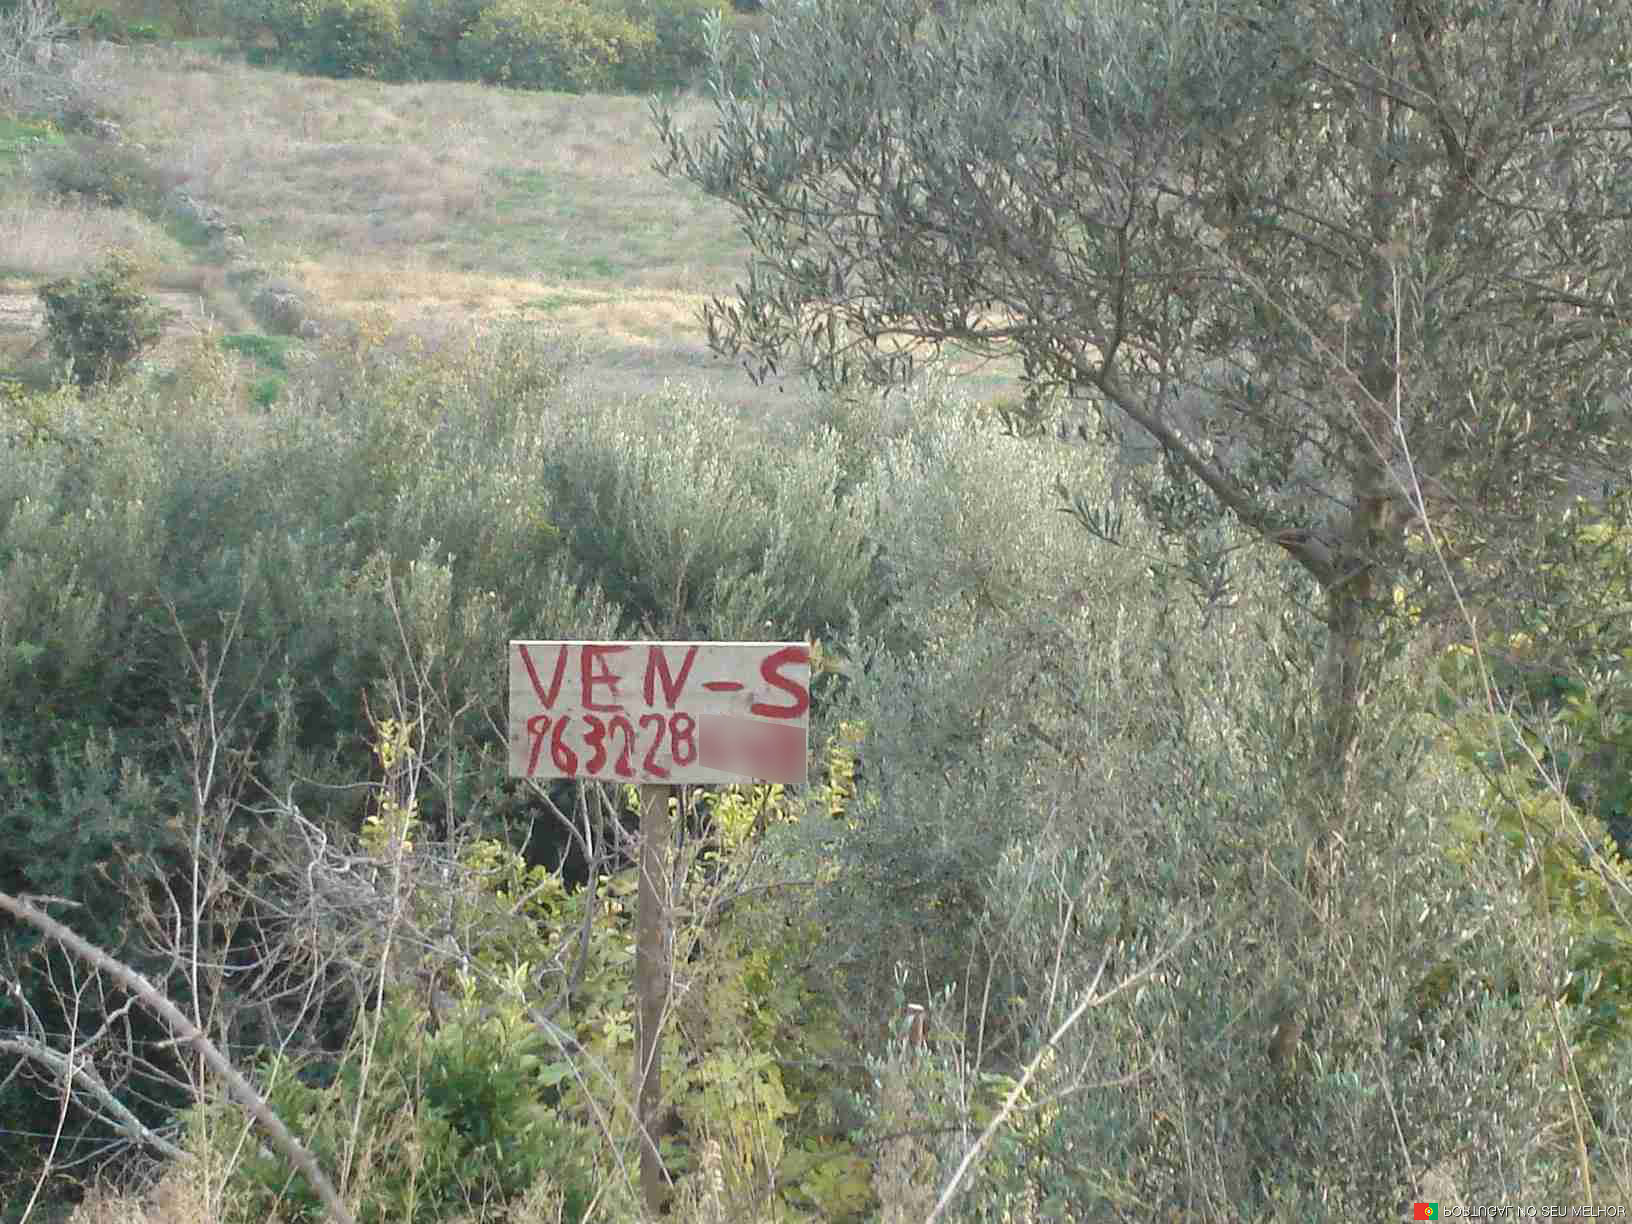 VEN-S
963228
PORTUGAL NO SEU MELHOR